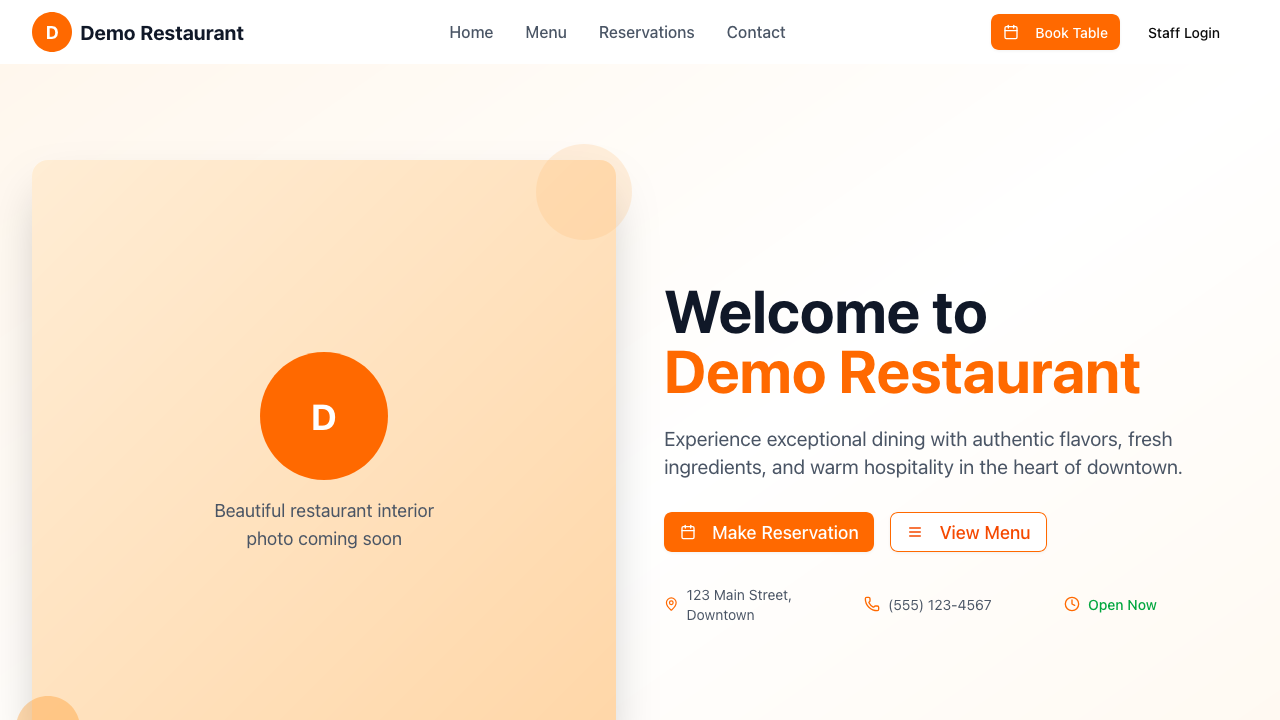 D Demo Restaurant Home Menu Reservations Contact Book Table Staff Login
D
Beautiful restaurant interior
photo coming soon
Welcome to
Demo Restaurant
Experience exceptional dining with authentic flavors, fresh
ingredients, and warm hospitality in the heart of downtown.
Make Reservation View Menu
123 Main Street,
Downtown
(555) 123-4567
Open Now